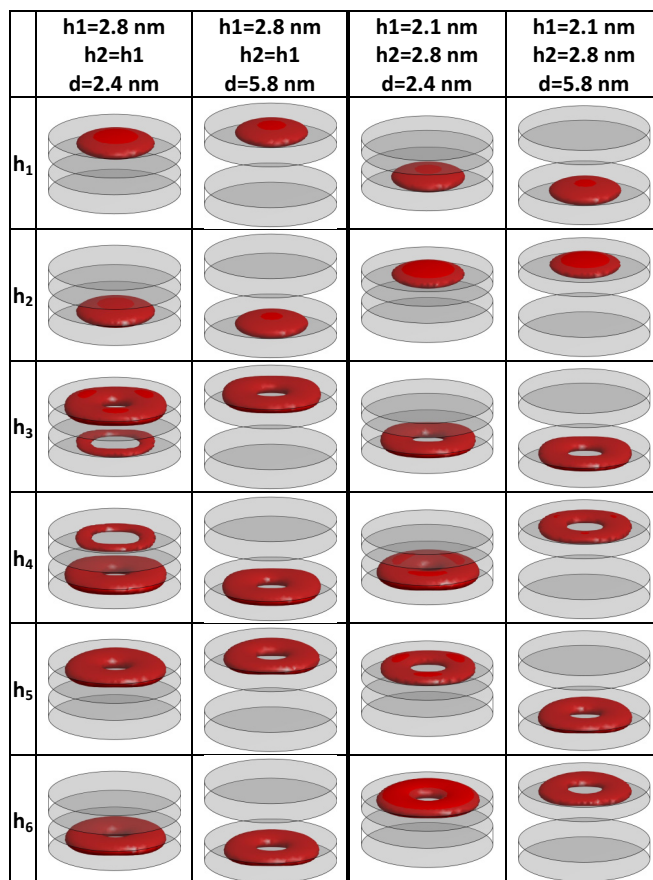 h1=2.8 nm h1=2.8 nm h1=2.1 nm h1=2.1 nm
h2=h1 h2=h1 h2=2.8 nm h2=2.8 nm
d=2.4 nm d=5.8 nm d=2.4 nm d=5.8 nm
h₁
h₂
h₃
h₄
h₅
h₆